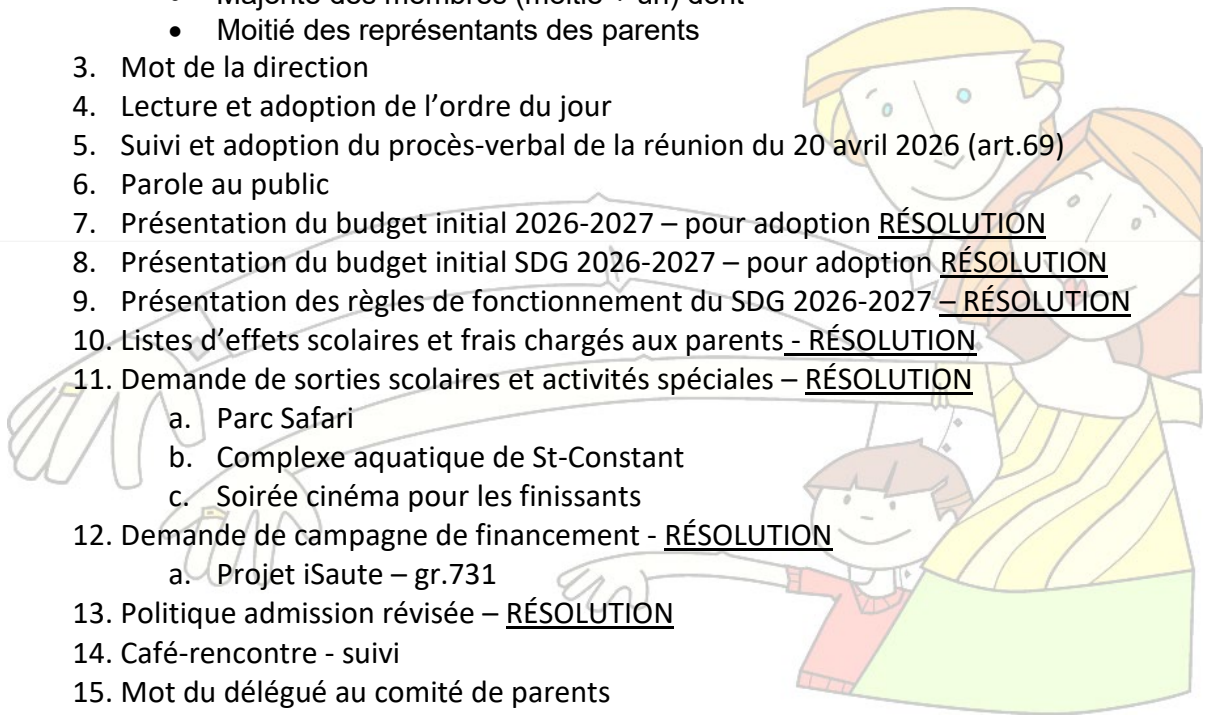 • Majorité des membres (moitié + un) dont
• Moitié des représentants des parents
3. Mot de la direction
4. Lecture et adoption de l’ordre du jour
5. Suivi et adoption du procès-verbal de la réunion du 20 avril 2026 (art.69)
6. Parole au public
7. Présentation du budget initial 2026-2027 – pour adoption RÉSOLUTION
8. Présentation du budget initial SDG 2026-2027 – pour adoption RÉSOLUTION
9. Présentation des règles de fonctionnement du SDG 2026-2027 – RÉSOLUTION
10. Listes d’effets scolaires et frais chargés aux parents - RÉSOLUTION
11. Demande de sorties scolaires et activités spéciales – RÉSOLUTION
a. Parc Safari
b. Complexe aquatique de St-Constant
c. Soirée cinéma pour les finissants
12. Demande de campagne de financement - RÉSOLUTION
a. Projet iSaute – gr.731
13. Politique admission révisée – RÉSOLUTION
14. Café-rencontre - suivi
15. Mot du délégué au comité de parents